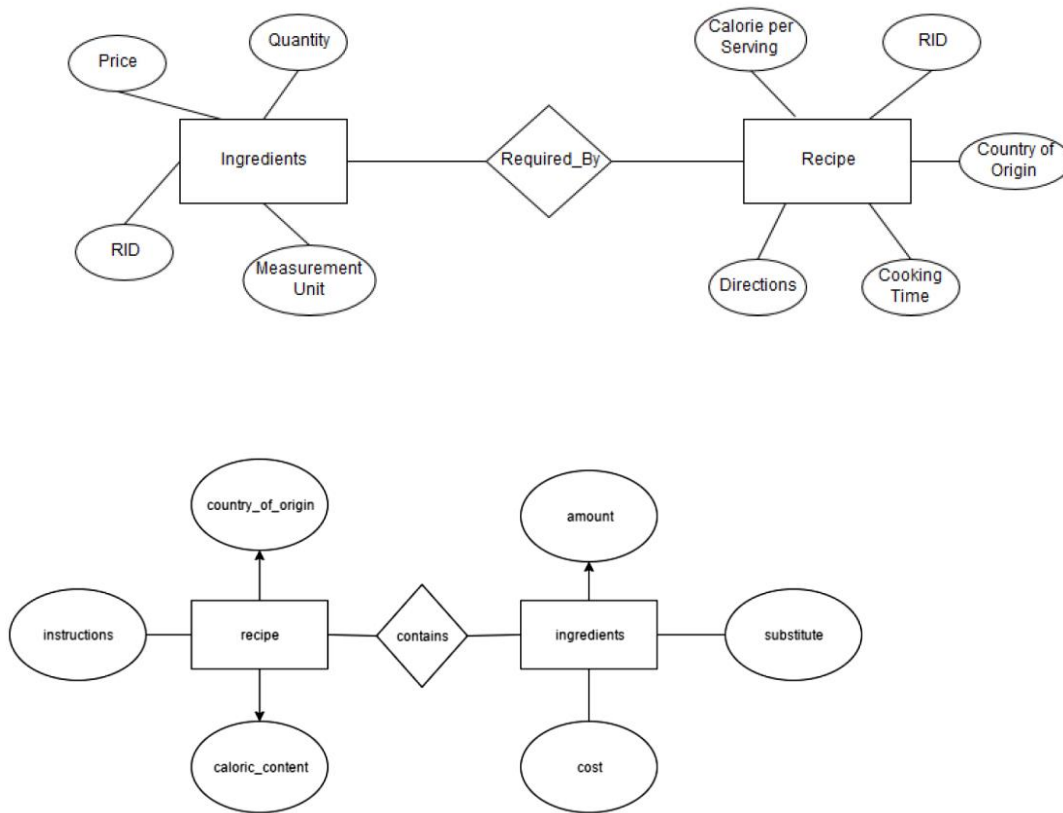 Price
Quantity
Calorie per
Serving
RID
Ingredients
Required_By
Recipe
Country of
Origin
RID
Measurement
Unit
Directions
Cooking
Time
country_of_origin
amount
instructions
recipe
contains
ingredients
substitute
caloric_content
cost